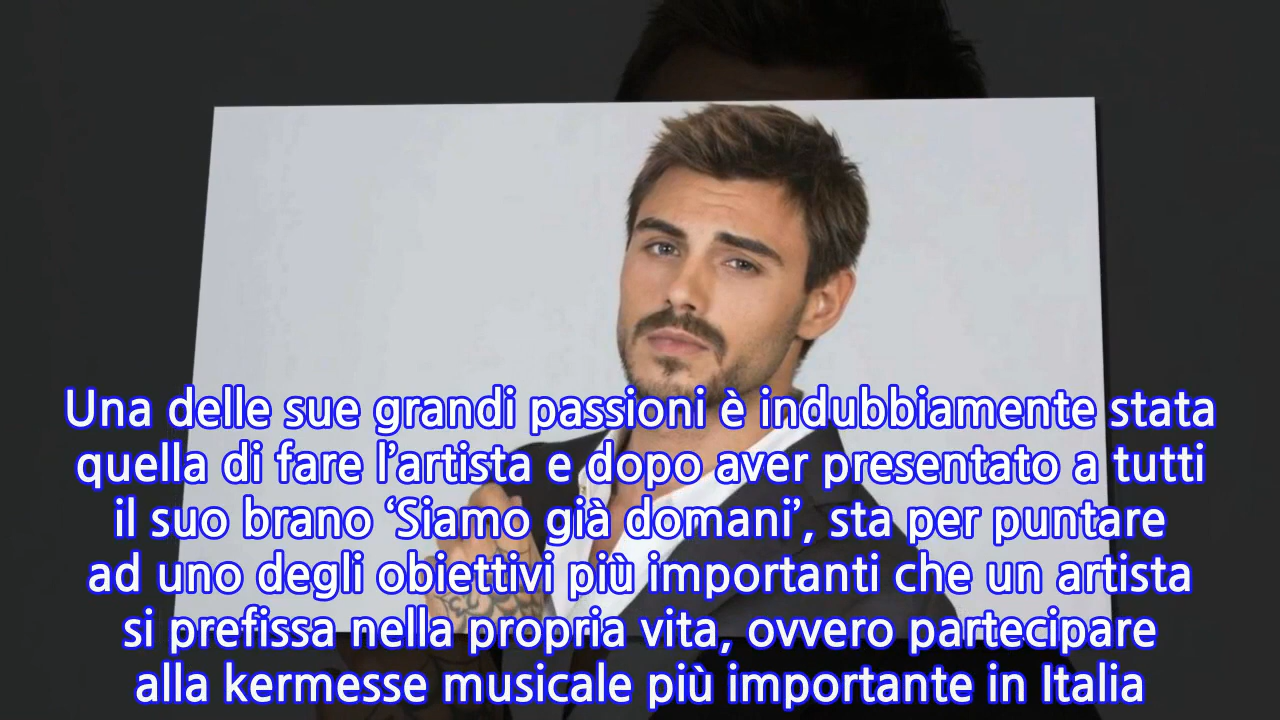 Una delle sue grandi passioni è indubbiamente stata
quella di fare l’artista e dopo aver presentato a tutti
il suo brano ‘Siamo già domani’, sta per puntare
ad uno degli obiettivi più importanti che un artista
si prefissa nella propria vita, ovvero partecipare
alla kermesse musicale più importante in Italia